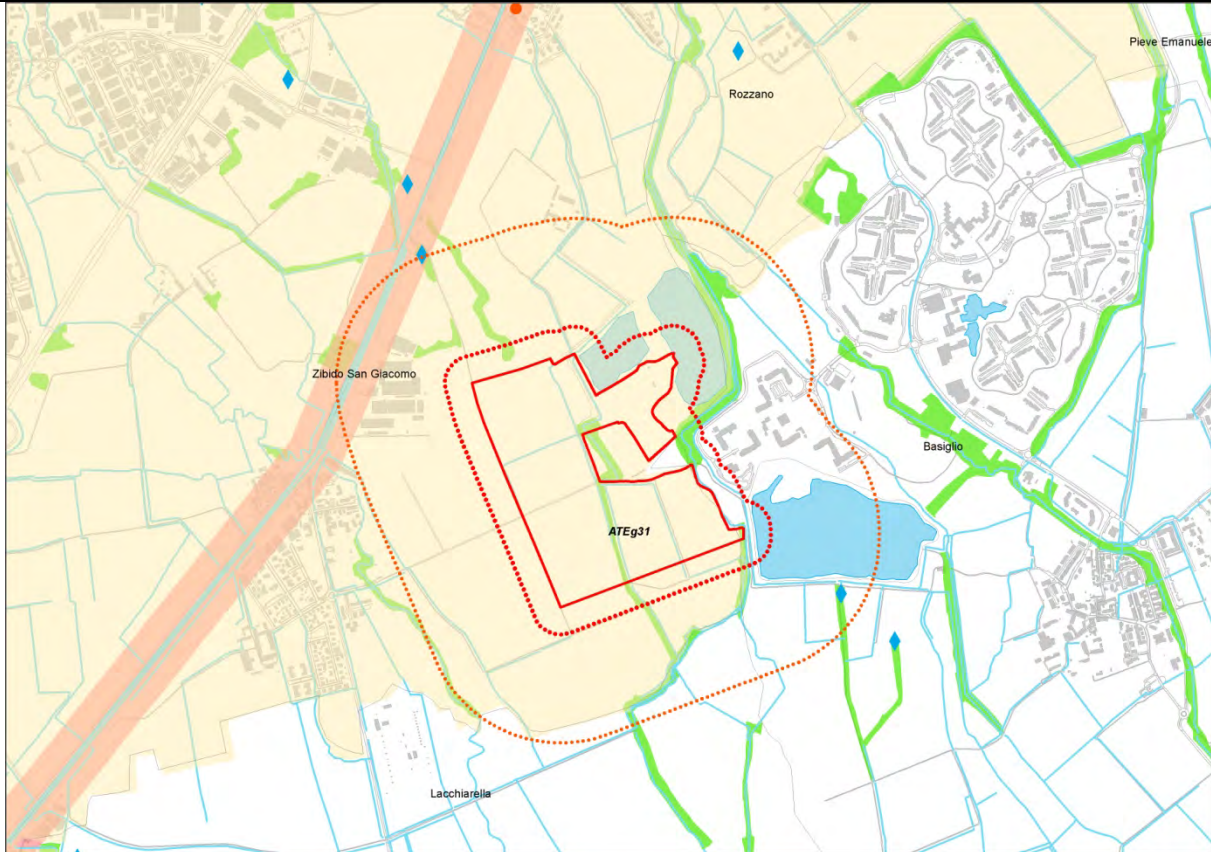 Pieve Emanuele
Rozzano
Zibido San Giacomo
Basiglio
ATEg31
Lacchiarella